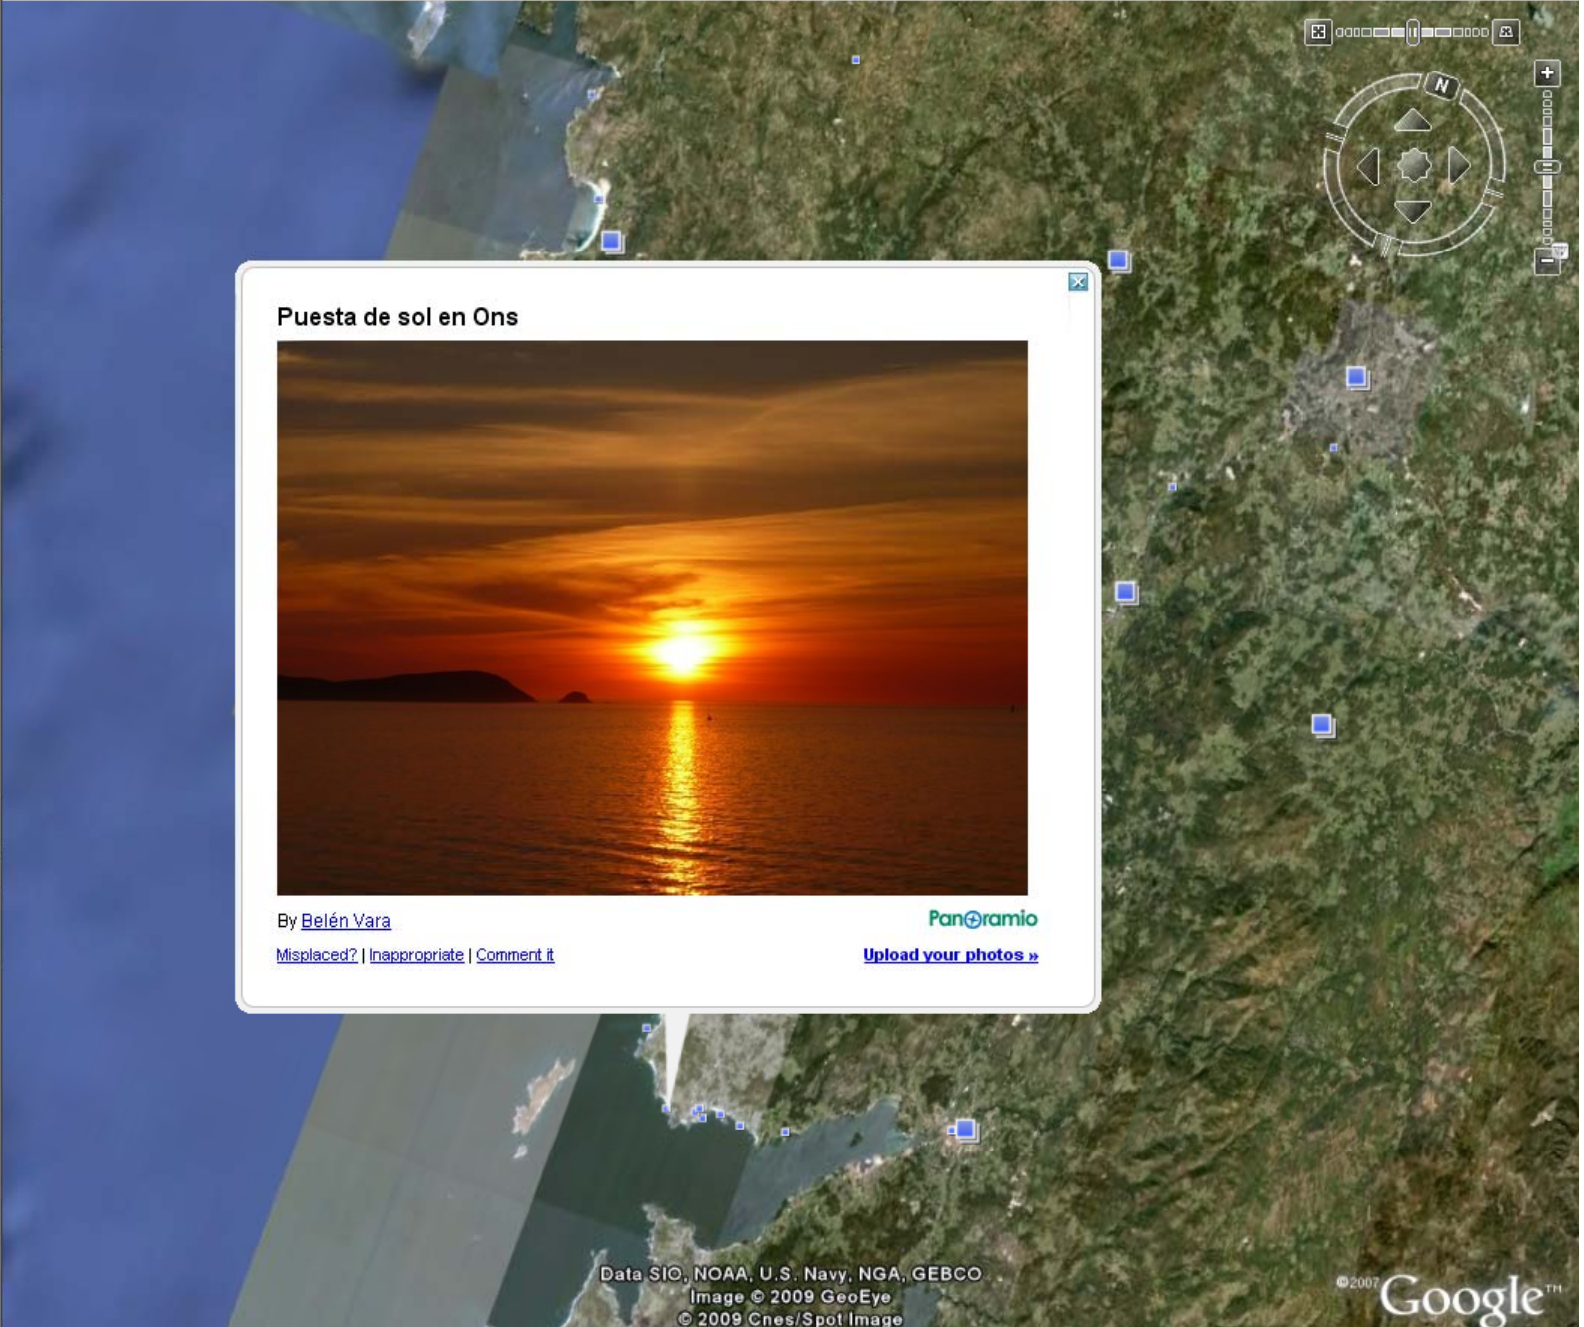 N
Puesta de sol en Ons
By Belén Vara
Panoramio
Misplaced? | Inappropriate | Comment it
Upload your photos »
Data SIO, NOAA, U.S. Navy, NGA, GEBCO
Image © 2009 GeoEye
© 2009 Cnes/Spot Image
©2007 Google™